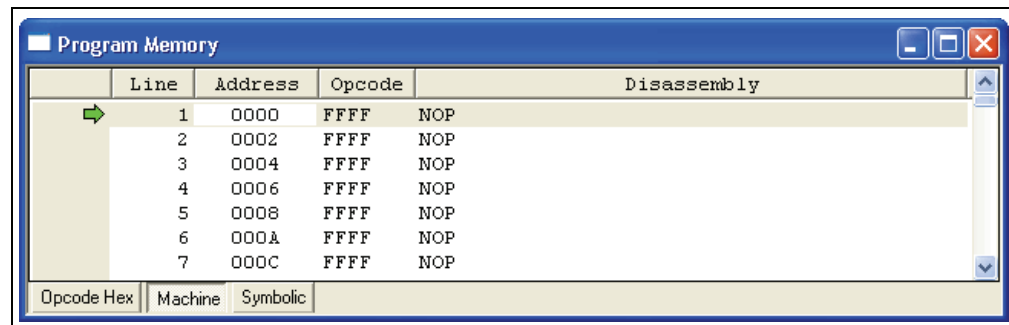 Program Memory
Line Address Opcode Disassembly
1 0000 FFFF NOP
2 0002 FFFF NOP
3 0004 FFFF NOP
4 0006 FFFF NOP
5 0008 FFFF NOP
6 000A FFFF NOP
7 000C FFFF NOP
Opcode Hex Machine Symbolic